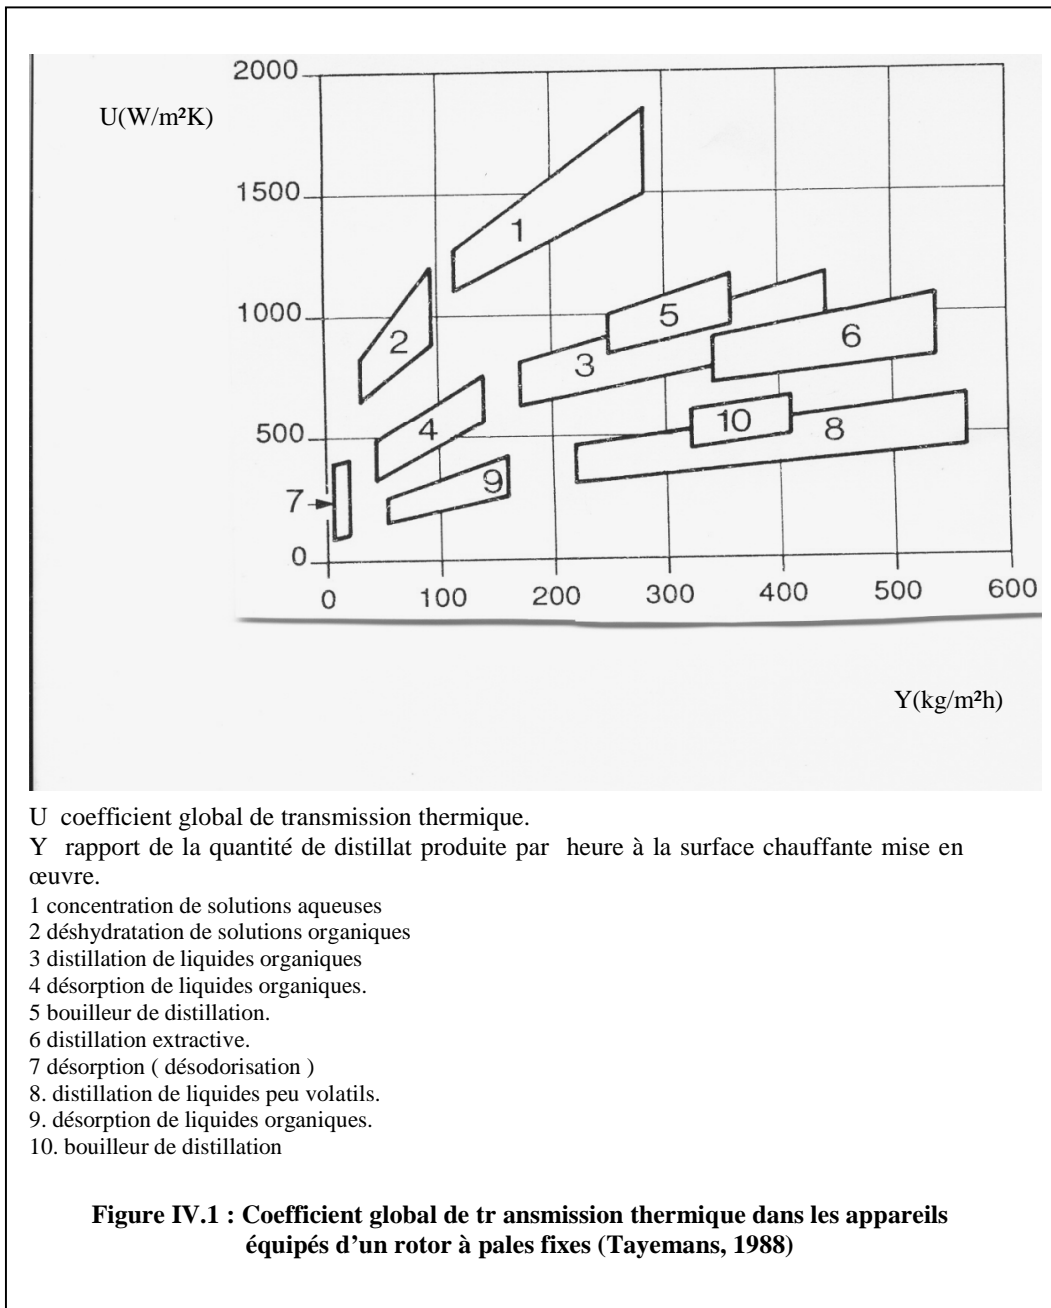 2000
U(W/m²K)
1500
1
1000
2
5
6
3
10
500
4
8
9
7
0
0 100 200 300 400 500 600
Y(kg/m²h)
U coefficient global de transmission thermique.
Y rapport de la quantité de distillat produite par heure à la surface chauffante mise en
œuvre.
1 concentration de solutions aqueuses
2 déshydratation de solutions organiques
3 distillation de liquides organiques
4 désorption de liquides organiques.
5 bouilleur de distillation.
6 distillation extractive.
7 désorption ( désodorisation )
8. distillation de liquides peu volatils.
9. désorption de liquides organiques.
10. bouilleur de distillation
Figure IV.1 : Coefficient global de tr ansmission thermique dans les appareils
équipés d’un rotor à pales fixes (Tayemans, 1988)